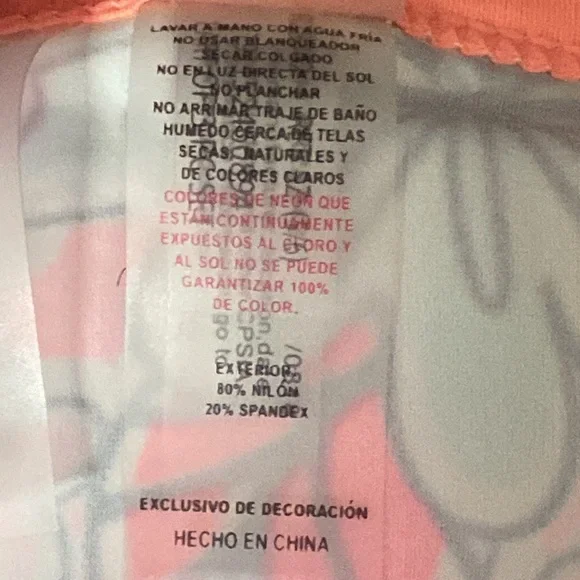 LAVAR A MANO CON AGUA FRÍA
NO USAR BLANQUEADOR
SECAR COLGADO
NO EN LUZ DIRECTA DEL SOL
NO PLANCHAR
NO ARRIMAR TRAJE DE BAÑO
HUMEDO CERCA DE TELAS
SECAS, NATURALES Y
DE COLORES CLAROS
COLORES DE NEON QUE
ESTAN CONTINUAMENTE
EXPUESTOS AL CLORO Y
AL SOL NO SE PUEDE
GARANTIZAR 100%
DE COLOR.
EXTERIOR:
80% NILÓN
20% SPANDEX
EXCLUSIVO DE DECORACIÓN
HECHO EN CHINA